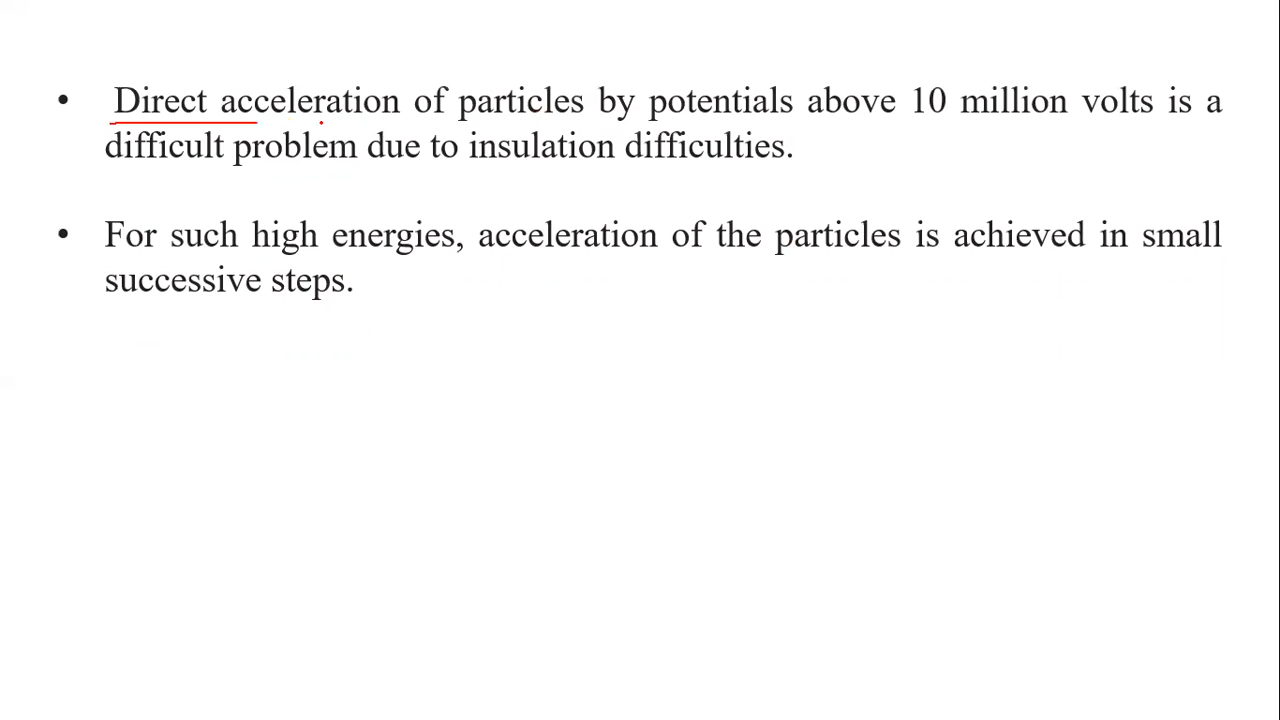 • Direct acceleration of particles by potentials above 10 million volts is a
difficult problem due to insulation difficulties.
• For such high energies, acceleration of the particles is achieved in small
successive steps.